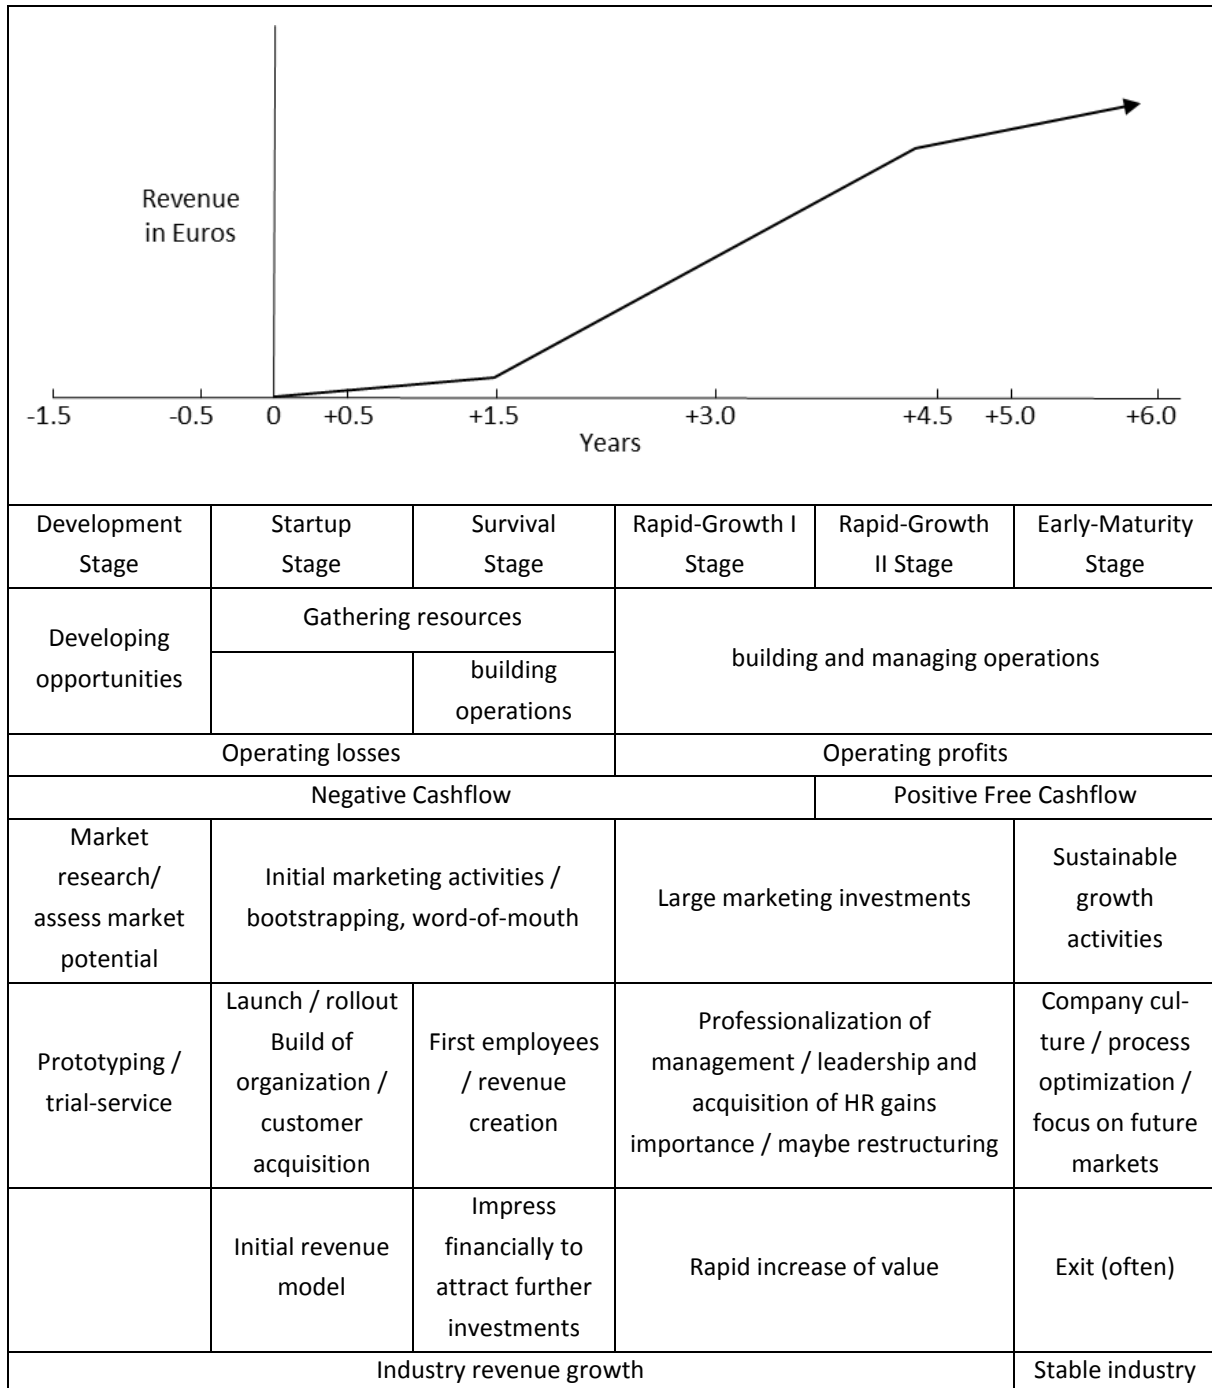 Revenue
in Euros
-1.5
-0.5
0
+0.5
+1.5
+3.0
+4.5
+5.0
+6.0
Years
Development
Stage
Startup
Stage
Survival
Stage
Rapid-Growth I
Stage
Rapid-Growth
II Stage
Early-Maturity
Stage
Developing
opportunities
Gathering resources
building
operations
building and managing operations
Operating losses
Operating profits
Negative Cashflow
Positive Free Cashflow
Market
research/
assess market
potential
Initial marketing activities /
bootstrapping, word-of-mouth
Large marketing investments
Sustainable
growth
activities
Prototyping /
trial-service
Launch / rollout
Build of
organization /
customer
acquisition
First employees
/ revenue
creation
Professionalization of
management / leadership and
acquisition of HR gains
importance / maybe restructuring
Company cul-
ture / process
optimization /
focus on future
markets
Initial revenue
model
Impress
financially to
attract further
investments
Rapid increase of value
Exit (often)
Industry revenue growth
Stable industry